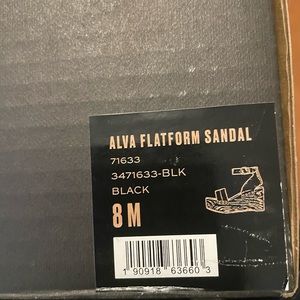 ALVA FLATFORM SANDAL
71633
3471633-BLK
BLACK
8 M
1 90918 63660 3